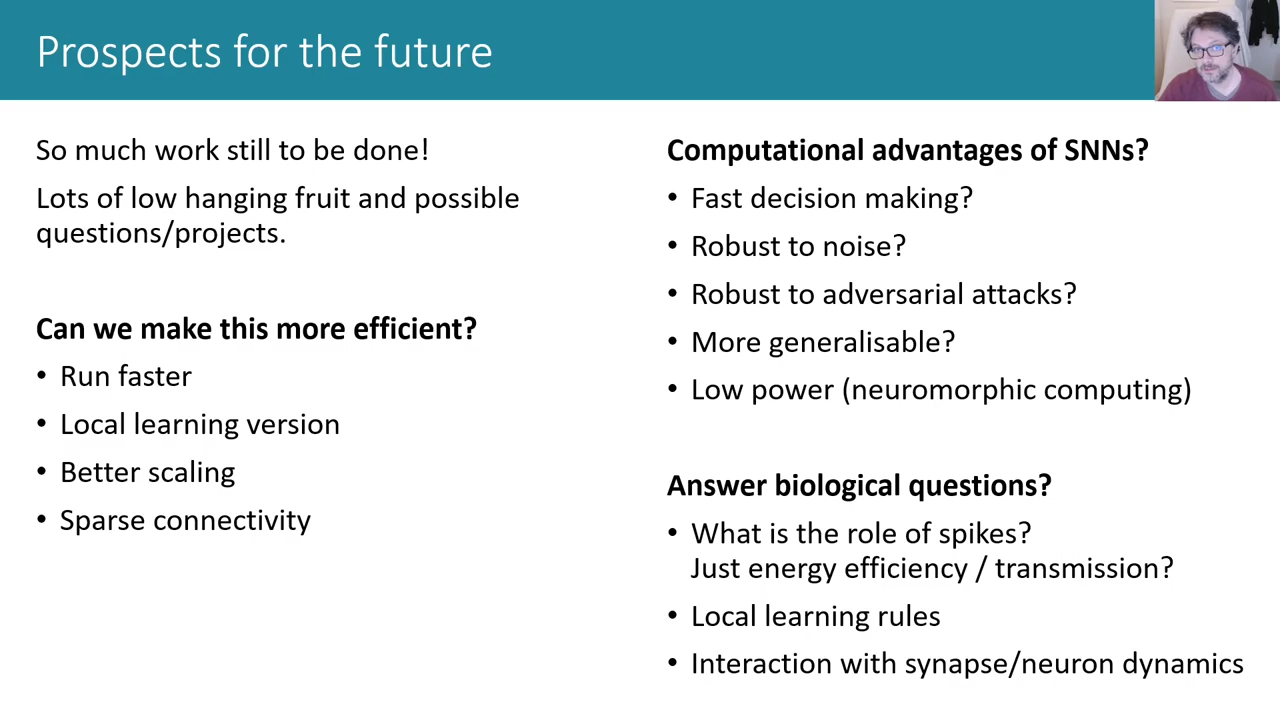 Prospects for the future
So much work still to be done!
Lots of low hanging fruit and possible
questions/projects.
Can we make this more efficient?
• Run faster
• Local learning version
• Better scaling
• Sparse connectivity
Computational advantages of SNNs?
• Fast decision making?
• Robust to noise?
• Robust to adversarial attacks?
• More generalisable?
• Low power (neuromorphic computing)
Answer biological questions?
• What is the role of spikes?
Just energy efficiency / transmission?
• Local learning rules
• Interaction with synapse/neuron dynamics